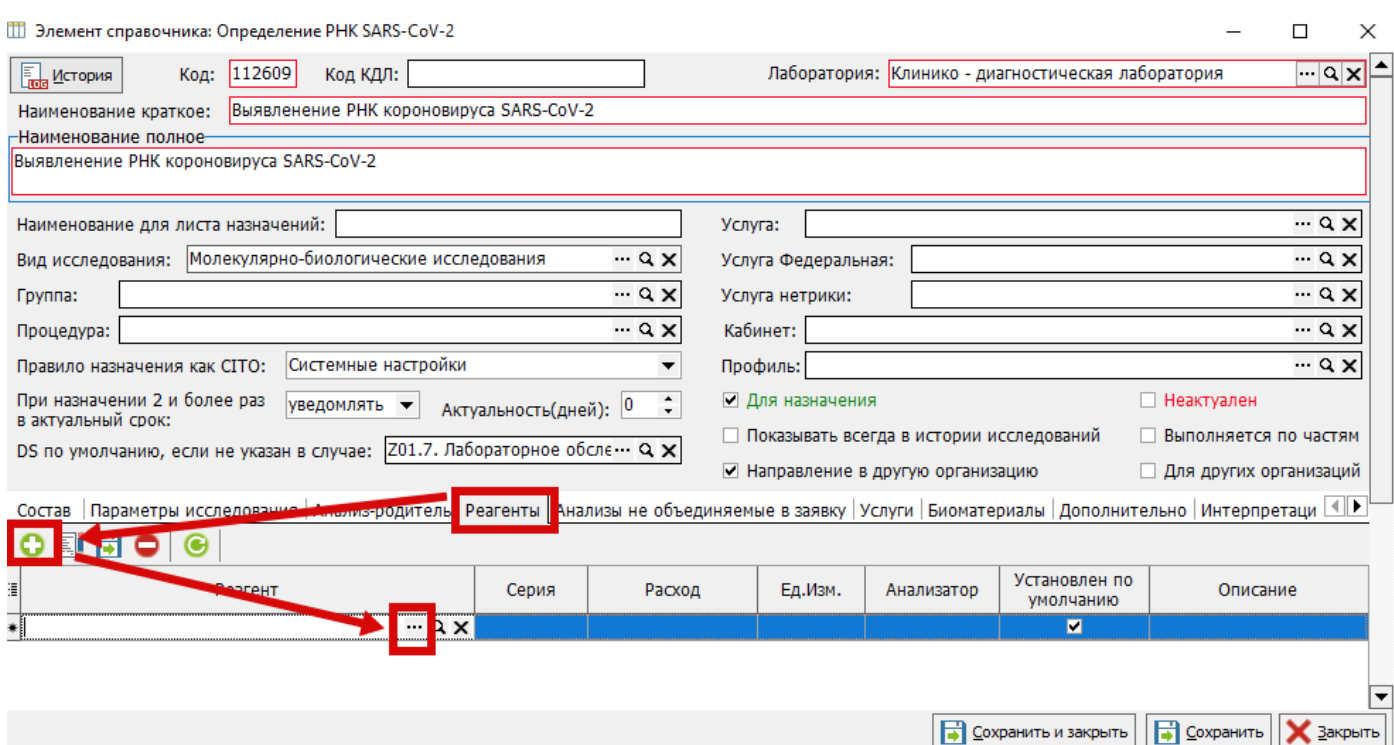 Элемент справочника: Определение РНК SARS-CoV-2
История Код: 112609 Код КДЛ: Лаборатория: Клинико - диагностическая лаборатория
Наименование краткое: Выявленение РНК короновируса SARS-CoV-2
Наименование полное
Выявленение РНК короновируса SARS-CoV-2
Наименование для листа назначений: Услуга:
Вид исследования: Молекулярно-биологические исследования Услуга Федеральная:
Группа: Услуга нетрики:
Процедура: Кабинет:
Правило назначения как CITO: Системные настройки Профиль:
При назначении 2 и более раз в актуальный срок: уведомлять Актуальность(дней): 0 Для назначения Неактуален
Показывать всегда в истории исследований Выполняется по частям
DS по умолчанию, если не указан в случае: Z01.7. Лабораторное обсле Направление в другую организацию Для других организаций
Состав Параметры исследования Анализ-родитель Реагенты Анализы не объединяемые в заявку Услуги Биоматериалы Дополнительно Интерпретаци
Реагент Серия Расход Ед.Изм. Анализатор Установлен по умолчанию Описание
Сохранить и закрыть Сохранить Закрыть